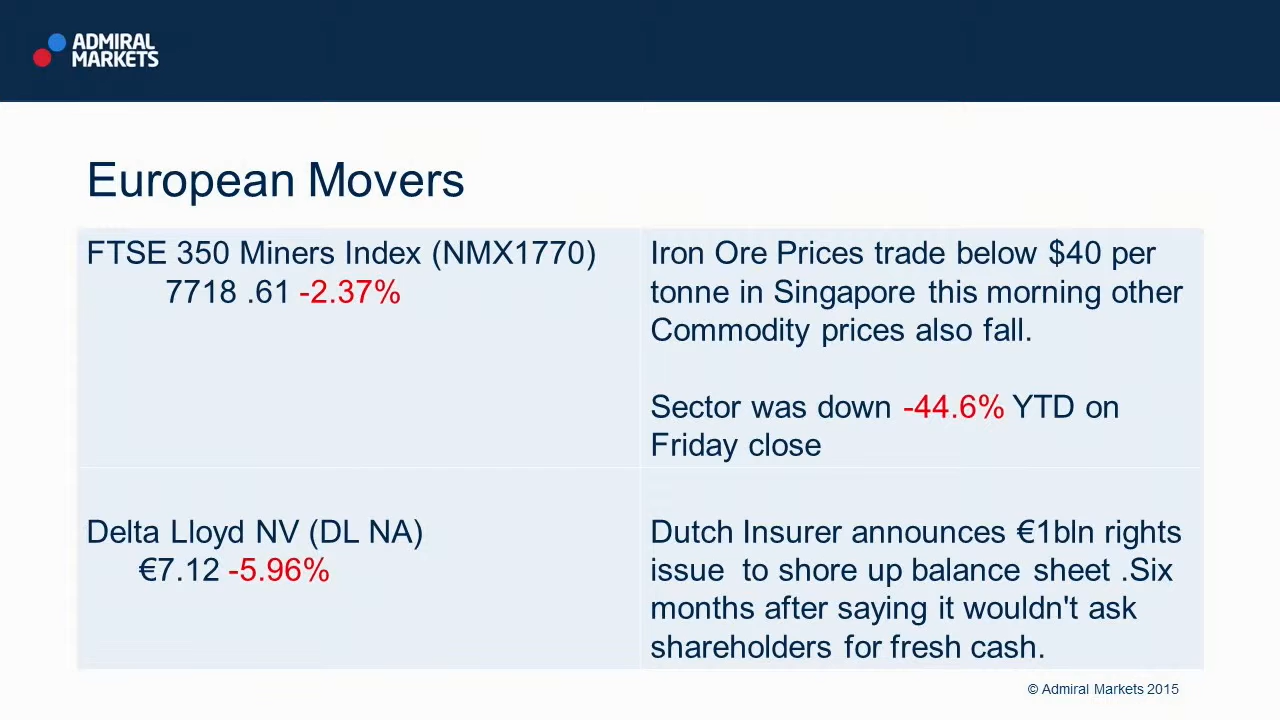 ADMIRAL
MARKETS
European Movers
FTSE 350 Miners Index (NMX1770)
7718 .61 -2.37%
Iron Ore Prices trade below $40 per
tonne in Singapore this morning other
Commodity prices also fall.
Sector was down -44.6% YTD on
Friday close
Delta Lloyd NV (DL NA)
€7.12 -5.96%
Dutch Insurer announces €1bln rights
issue to shore up balance sheet .Six
months after saying it wouldn't ask
shareholders for fresh cash.
© Admiral Markets 2015